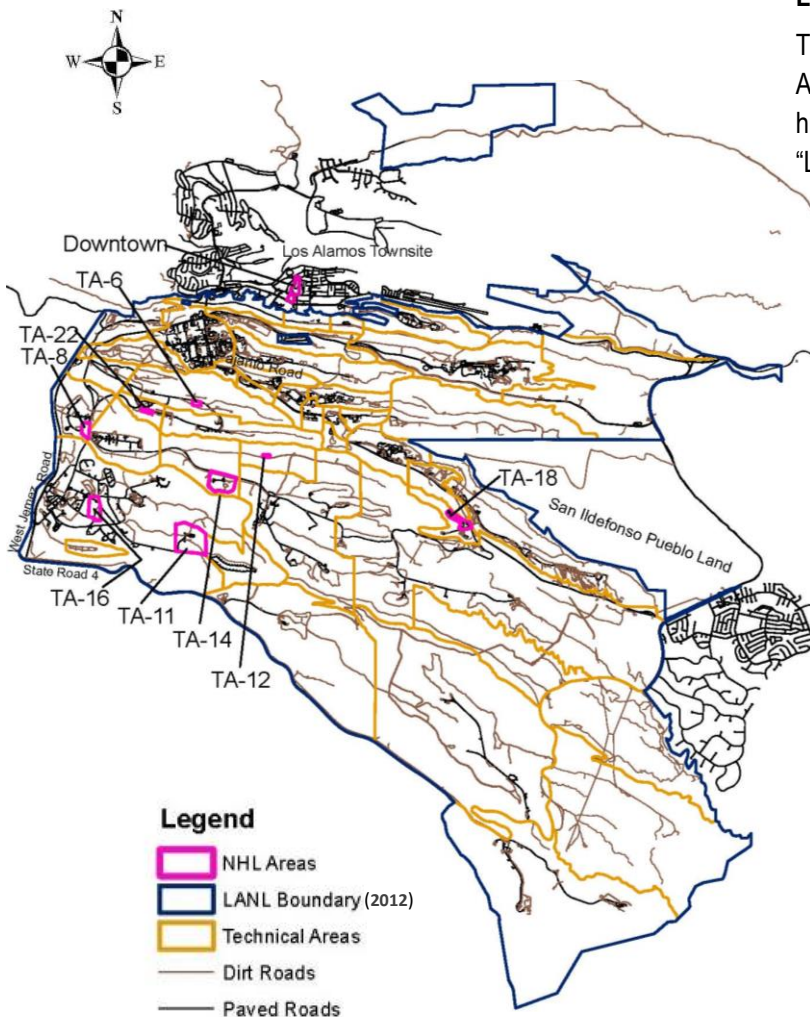 N
W E
S
T
A
h
"L
Downtown
Los Alamos Townsite
TA-6
TA-22
TA-8
West Jemez Road
State Road 4
TA-16
TA-11
TA-14
TA-12
TA-18
San Ildefonso Pueblo Land
Legend
NHL Areas
LANL Boundary (2012)
Technical Areas
Dirt Roads
Paved Roads